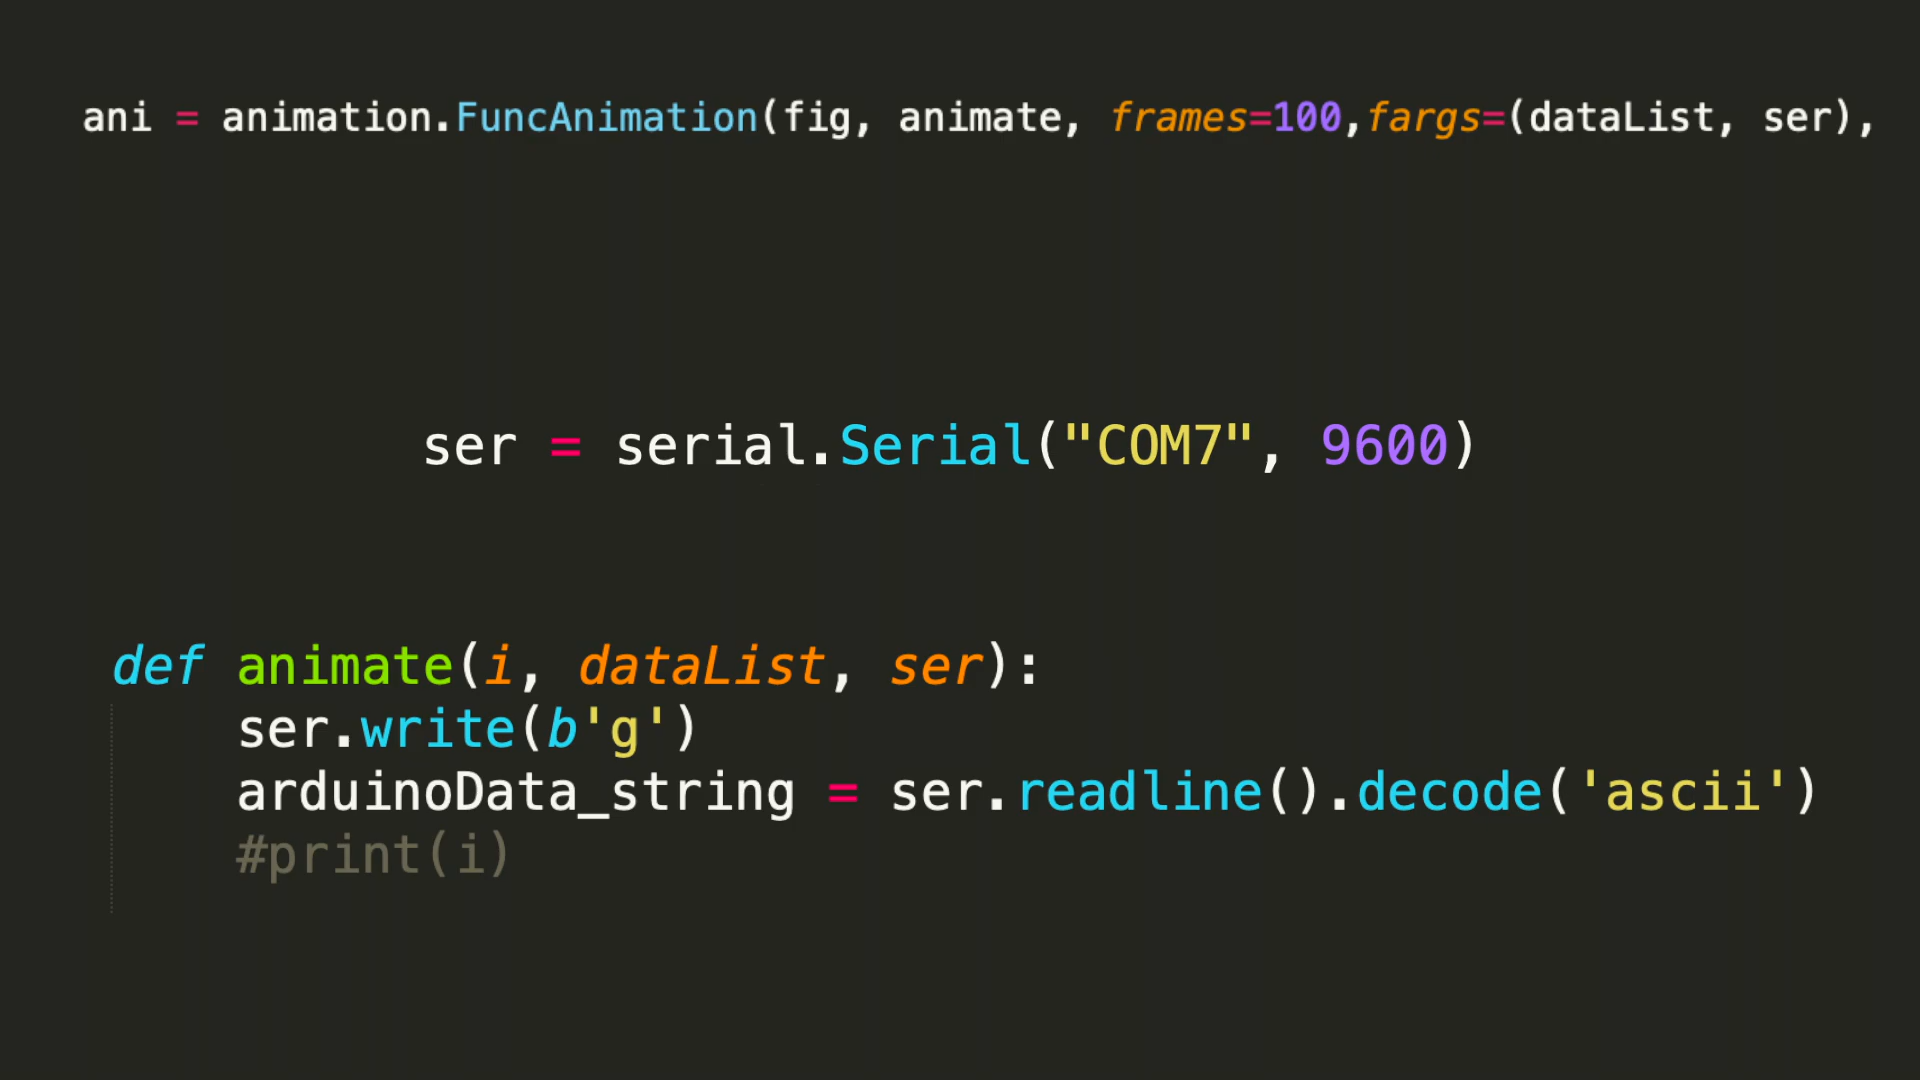 ani = animation.FuncAnimation(fig, animate, frames=100,fargs=(dataList, ser),
ser = serial.Serial("COM7", 9600)
def animate(i, dataList, ser):
    ser.write(b'g')
    arduinoData_string = ser.readline().decode('ascii')
    #print(i)